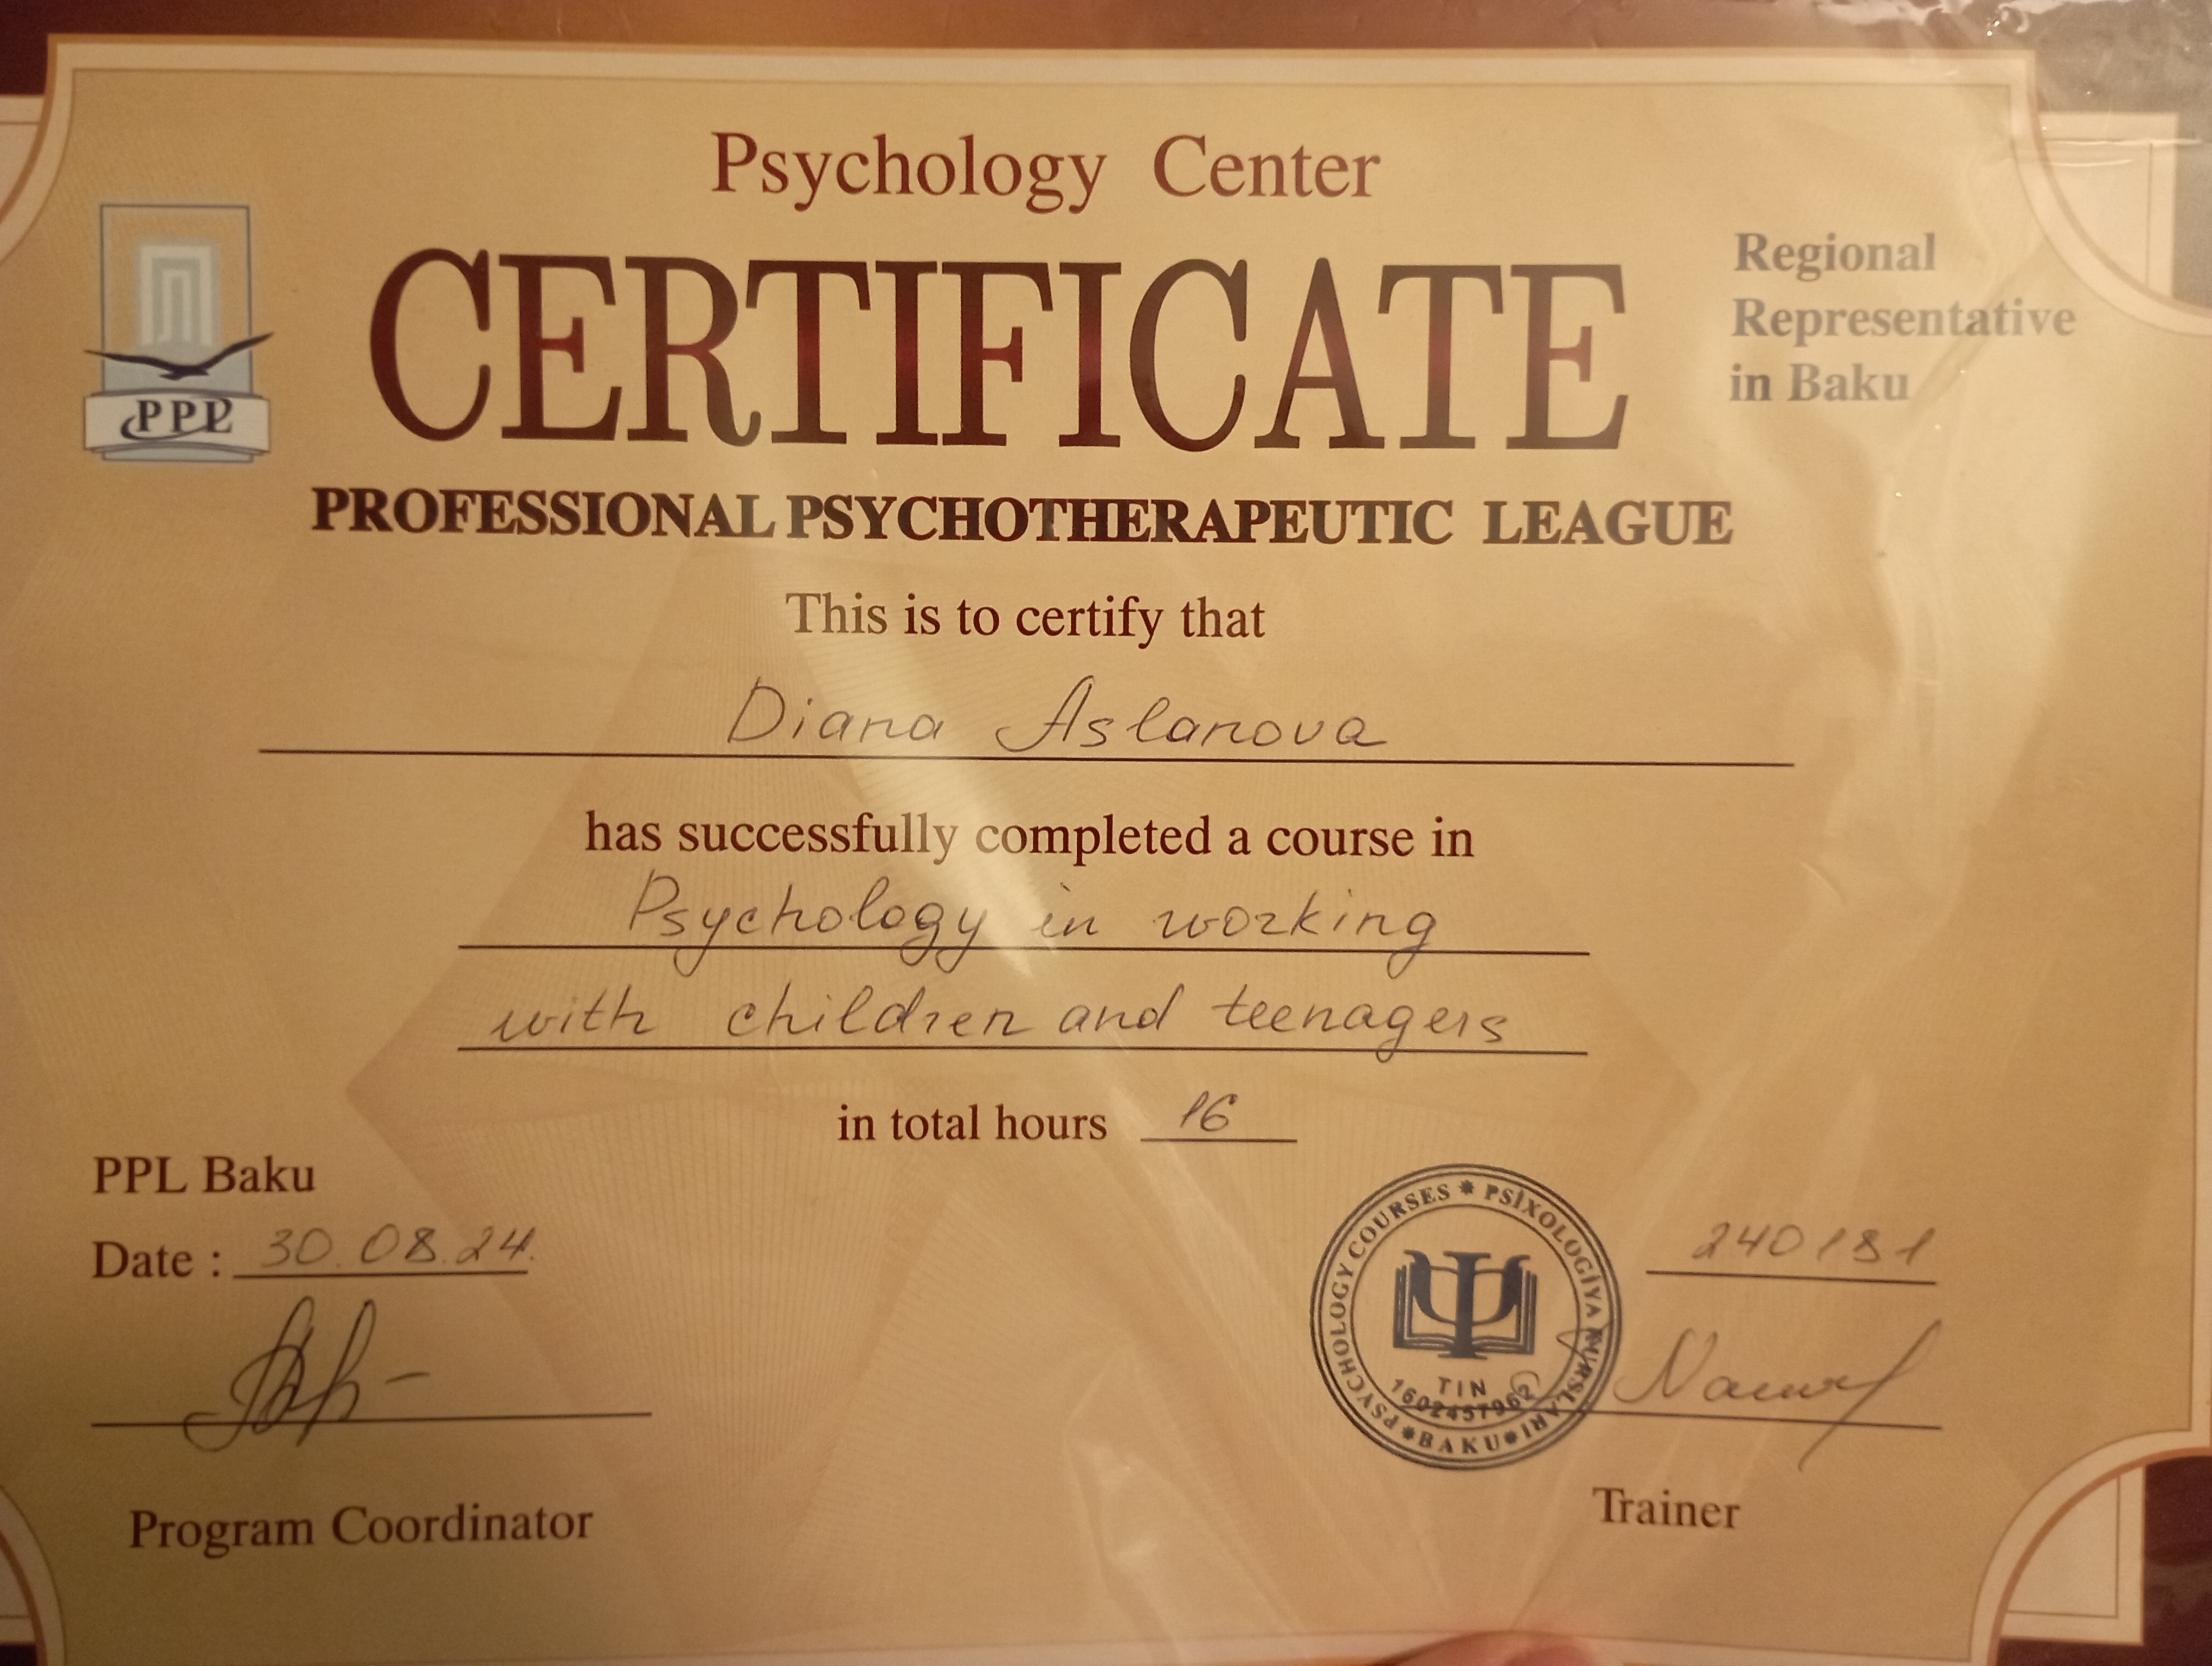 Psychology Center
CERTIFICATE
Regional
Representative
in Baku
PPL
PROFESSIONAL PSYCHOTHERAPEUTIC LEAGUE
This is to certify that
Diana Aslanova
has successfully completed a course in
Psychology in working
with children and teenagers
in total hours 16
PPL Baku
Date : 30.08.24.
240181
PSYCHOLOGY COURSES * PSİXOLOGİYA KURSLARI * BAKU *
TIN
1602457962
Program Coordinator
Trainer